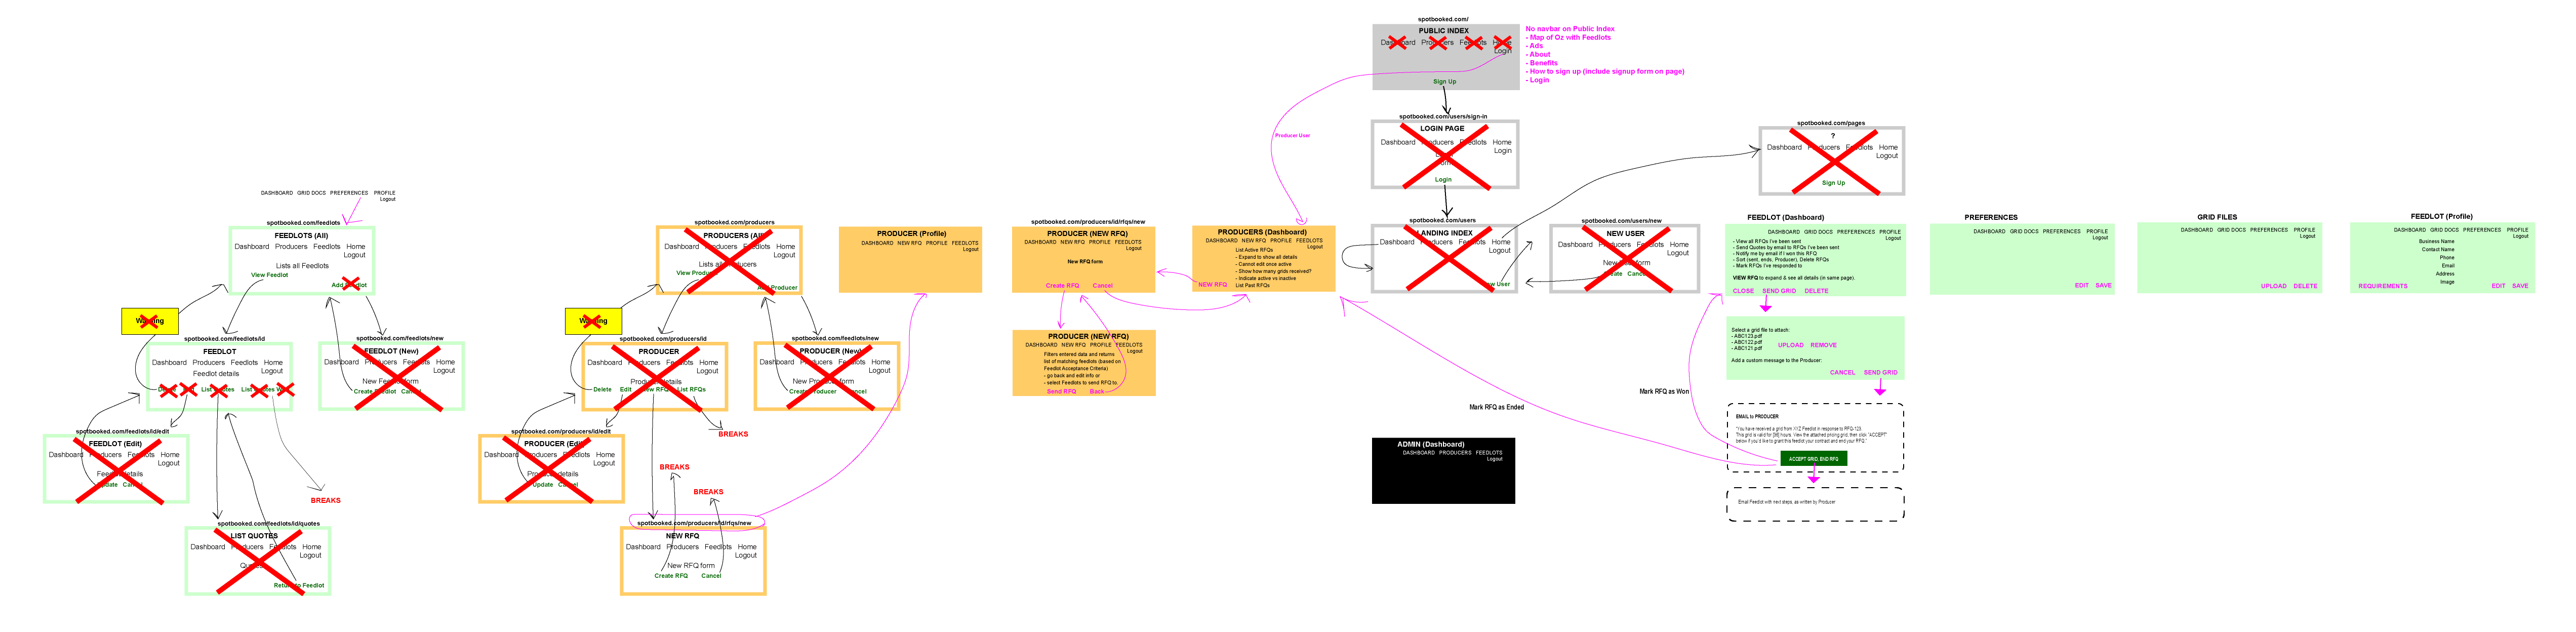 spotbooked.com/
PUBLIC INDEX
Dashboard Producers Feedlots Home
Login
Sign Up
No navbar on Public Index
- Map of Oz with Feedlots
- Ads
- About
- Benefits
- How to sign up (include signup form on page)
- Login
Producer User
spotbooked.com/users/sign-in
LOGIN PAGE
Dashboard Producers Feedlots Home
Login
Login
spotbooked.com/pages
?
Dashboard Producers Feedlots Home
Logout
Sign Up
DASHBOARD GRID DOCS PREFERENCES PROFILE
Logout
spotbooked.com/feedlots
FEEDLOTS (All)
Dashboard Producers Feedlots Home
Logout
Lists all Feedlots
View Feedlot
Add Feedlot
Warning
spotbooked.com/feedlots/id
FEEDLOT
Dashboard Producers Feedlots Home
Logout
Feedlot details
Delete Edit List Quotes List Quotes
spotbooked.com/feedlots/new
FEEDLOT (New)
Dashboard Producers Feedlots Home
Logout
New Feedlot form
Create Feedlot Cancel
spotbooked.com/feedlots/id/edit
FEEDLOT (Edit)
Dashboard Producers Feedlots Home
Logout
Feedlot details
Update Cancel
BREAKS
spotbooked.com/feedlots/id/quotes
LIST QUOTES
Dashboard Producers Feedlots Home
Logout
Quotes
Return to Feedlot
spotbooked.com/producers
PRODUCERS (All)
Dashboard Producers Feedlots Home
Logout
Lists all Producers
View Producer
Add Producer
Warning
spotbooked.com/producers/id
PRODUCER
Dashboard Producers Feedlots Home
Logout
Producer details
Delete Edit New RFQ List RFQs
spotbooked.com/feedlots/new
PRODUCER (New)
Dashboard Producers Feedlots Home
Logout
New Producer form
Create Producer Cancel
BREAKS
spotbooked.com/producers/id/edit
PRODUCER (Edit)
Dashboard Producers Feedlots Home
Logout
Producer details
Update Cancel
BREAKS
BREAKS
spotbooked.com/producers/id/rfqs/new
NEW RFQ
Dashboard Producers Feedlots Home
Logout
New RFQ form
Create RFQ Cancel
PRODUCER (Profile)
DASHBOARD NEW RFQ PROFILE FEEDLOTS
Logout
spotbooked.com/producers/id/rfqs/new
PRODUCER (NEW RFQ)
DASHBOARD NEW RFQ PROFILE FEEDLOTS
Logout
New RFQ form
Create RFQ Cancel
PRODUCER (NEW RFQ)
DASHBOARD NEW RFQ PROFILE FEEDLOTS
Logout
Filters entered data and returns
list of matching feedlots (based on
Feedlot Acceptance Criteria)
- go back and edit info or
- select Feedlots to send RFQ to.
Send RFQ Back
PRODUCERS (Dashboard)
DASHBOARD NEW RFQ PROFILE FEEDLOTS
Logout
List Active RFQs
- Expand to show all details
- Cannot edit once active
- Show how many grids received?
- Indicate active vs inactive
List Past RFQs
NEW RFQ
spotbooked.com/users
LANDING INDEX
Dashboard Producers Feedlots Home
Logout
New User
spotbooked.com/users/new
NEW USER
Dashboard Producers Feedlots Home
Logout
New User form
Create Cancel
Mark RFQ as Ended
Mark RFQ as Won
ADMIN (Dashboard)
DASHBOARD PRODUCERS FEEDLOTS
Logout
FEEDLOT (Dashboard)
DASHBOARD GRID DOCS PREFERENCES PROFILE
Logout
- View all RFQs I've been sent
- Send Quotes by email to RFQs I've been sent
- Notify me by email if I won this RFQ
- Sort (sent, ends, Producer), Delete RFQs
- Mark RFQs I've responded to
VIEW RFQ to expand & see all details (in same page).
CLOSE SEND GRID DELETE
Select a grid file to attach:
- ABC123.pdf
- ABC122.pdf
- ABC121.pdf
UPLOAD REMOVE
Add a custom message to the Producer:
CANCEL SEND GRID
EMAIL to PRODUCER
"You have received a grid from XYZ Feedlot in response to RFQ-123.
This grid is valid for [96] hours. View the attached pricing grid, then click "ACCEPT"
below if you'd like to grant this feedlot your contract and end your RFQ."
ACCEPT GRID, END RFQ
Email Feedlot with next steps, as written by Producer
PREFERENCES
DASHBOARD GRID DOCS PREFERENCES PROFILE
Logout
EDIT SAVE
GRID FILES
DASHBOARD GRID DOCS PREFERENCES PROFILE
Logout
UPLOAD DELETE
FEEDLOT (Profile)
DASHBOARD GRID DOCS PREFERENCES PROFILE
Logout
Business Name
Contact Name
Phone
Email
Address
Image
REQUIREMENTS EDIT SAVE